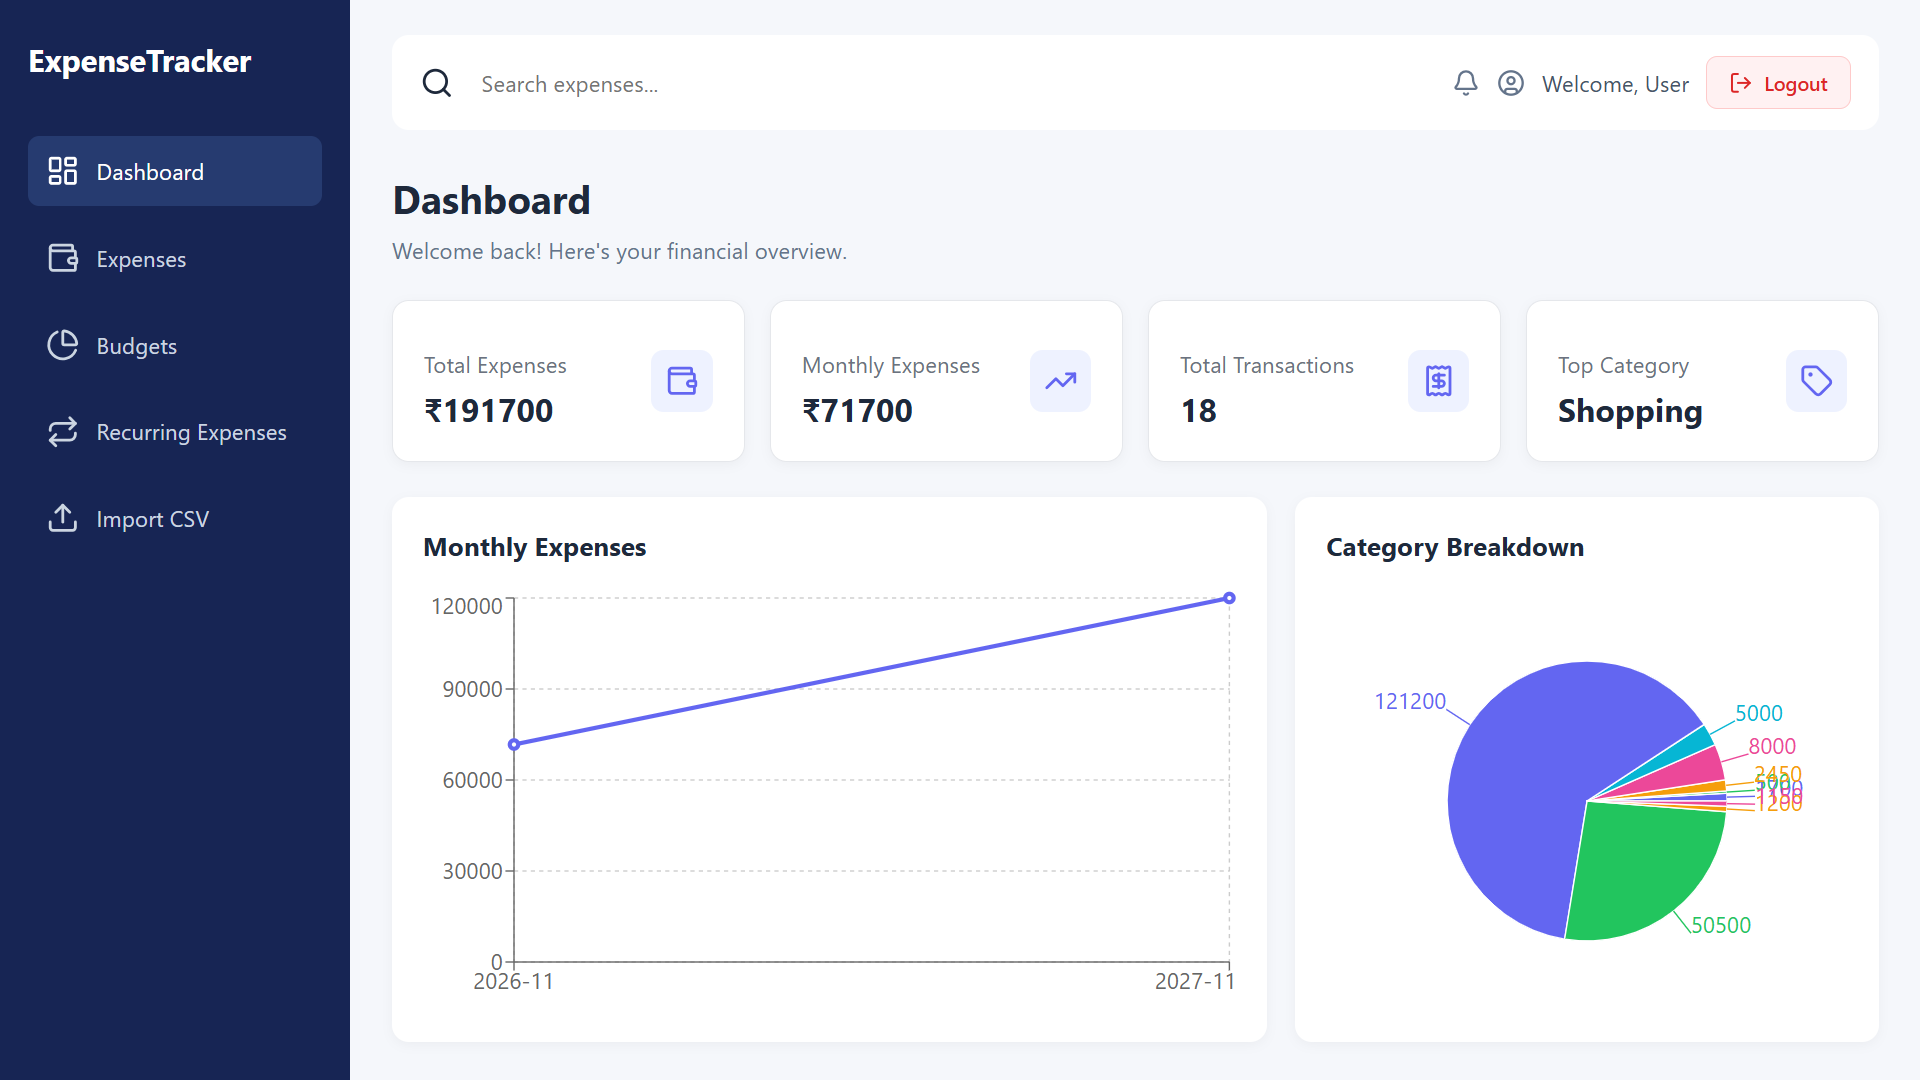 ExpenseTracker
Dashboard
Expenses
Budgets
Recurring Expenses
Import CSV
Search expenses...
Welcome, User
Logout
Dashboard
Welcome back! Here's your financial overview.
Total Expenses
₹191700
Monthly Expenses
₹71700
Total Transactions
18
Top Category
Shopping
Monthly Expenses
120000
90000
60000
30000
0
2026-11
2027-11
Category Breakdown
121200
5000
8000
2450
1200
50500